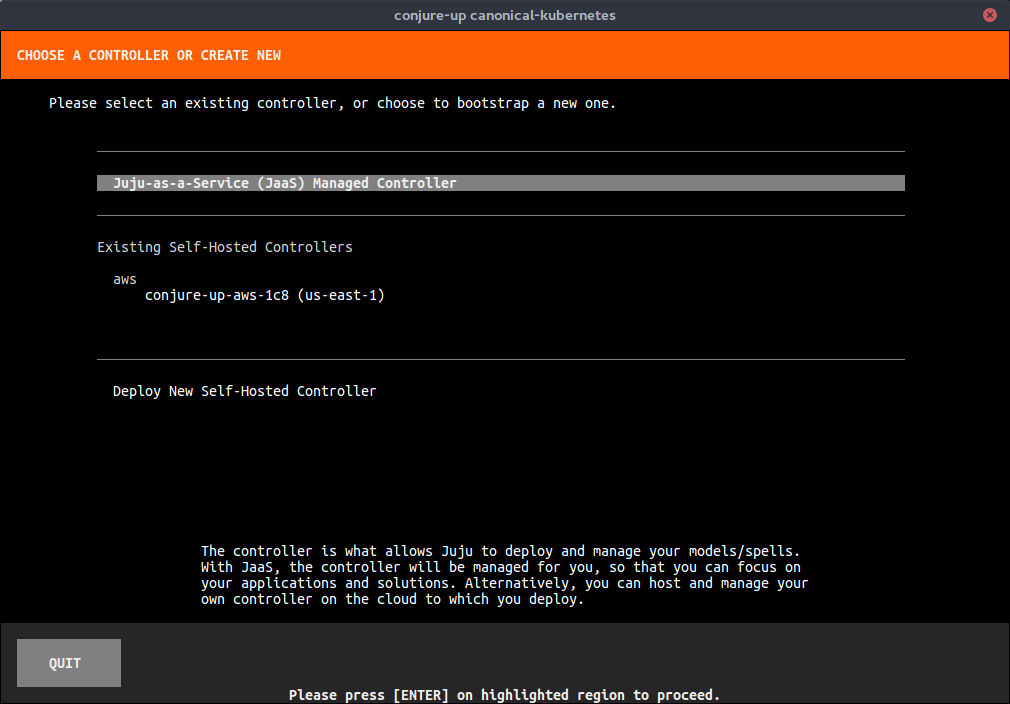 conjure-up canonical-kubernetes
CHOOSE A CONTROLLER OR CREATE NEW
Please select an existing controller, or choose to bootstrap a new one.
Juju-as-a-Service (JaaS) Managed Controller
Existing Self-Hosted Controllers
aws
conjure-up-aws-1c8 (us-east-1)
Deploy New Self-Hosted Controller
The controller is what allows Juju to deploy and manage your models/spells.
With JaaS, the controller will be managed for you, so that you can focus on
your applications and solutions. Alternatively, you can host and manage your
own controller on the cloud to which you deploy.
QUIT
Please press [ENTER] on highlighted region to proceed.